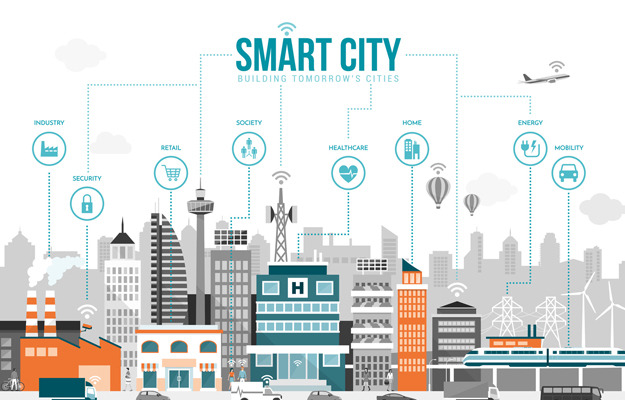 SMART CITY
BUILDING TOMORROW'S CITIES
INDUSTRY
SECURITY
RETAIL
SOCIETY
HEALTHCARE
HOME
ENERGY
MOBILITY
H